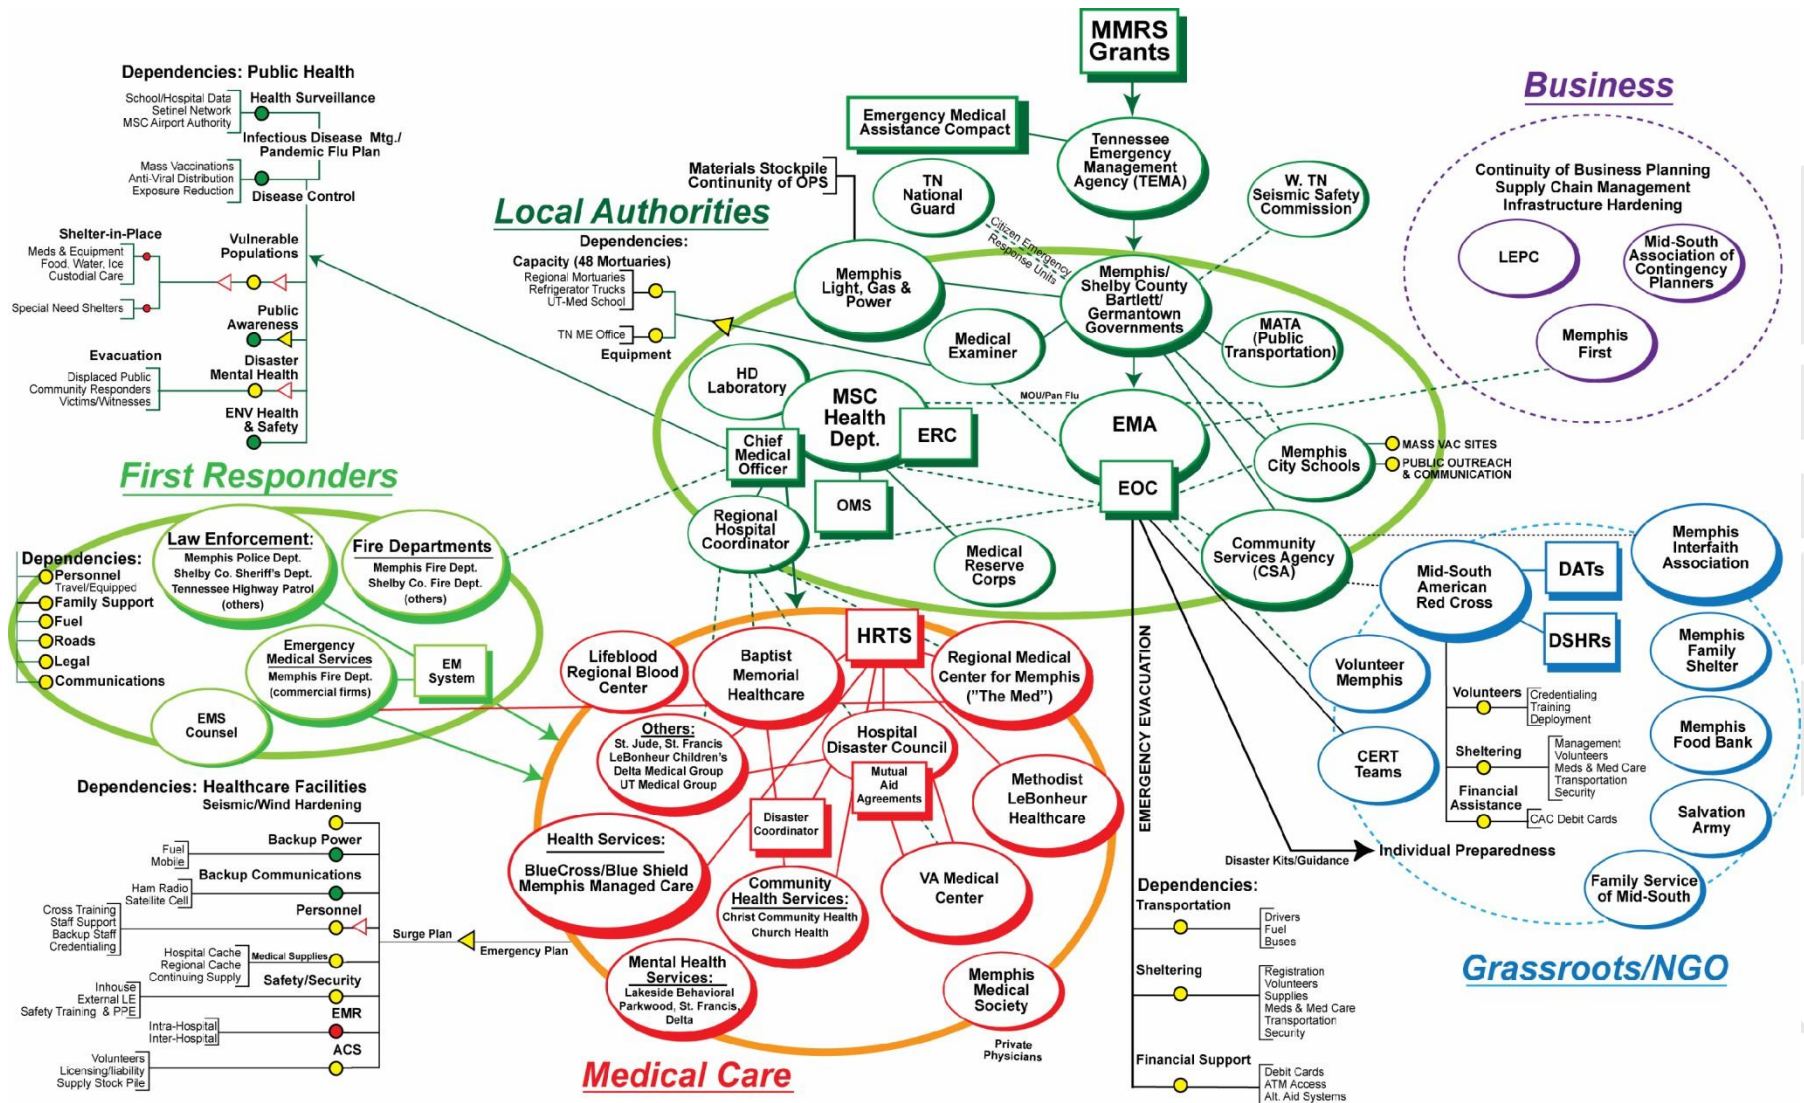 MMRS
Grants
Emergency Medical
Assistance Compact
Tennessee
Emergency
Management
Agency (TEMA)
Materials Stockpile
Continunity of OPS
TN
National
Guard
W. TN
Seismic Safety
Commission
Citizen Emergency
Response Units
Business
Continuity of Business Planning
Supply Chain Management
Infrastructure Hardening
LEPC
Mid-South
Association of
Contingency
Planners
Memphis
First
Dependencies: Public Health
School/Hospital Data
Setinel Network
MSC Airport Authority
Health Surveillance
Infectious Disease Mtg./
Pandemic Flu Plan
Mass Vaccinations
Anti-Viral Distribution
Exposure Reduction
Disease Control
Shelter-in-Place
Meds & Equipment
Food, Water, Ice
Custodial Care
Special Need Shelters
Vulnerable
Populations
Public
Awareness
Evacuation
Displaced Public
Community Responders
Victims/Witnesses
Disaster
Mental Health
ENV Health
& Safety
Local Authorities
Dependencies:
Capacity (48 Mortuaries)
Regional Mortuaries
Refrigerator Trucks
UT-Med School
TN ME Office
Equipment
Memphis
Light, Gas &
Power
Memphis/
Shelby County
Bartlett/
Germantown
Governments
Medical
Examiner
MATA
(Public
Transportation)
HD
Laboratory
MSC
Health
Dept.
ERC
OMS
Chief
Medical
Officer
Regional
Hospital
Coordinator
Medical
Reserve
Corps
MOU/Pan Flu
EMA
EOC
Memphis
City Schools
MASS VAC SITES
PUBLIC OUTREACH
& COMMUNICATION
Community
Services Agency
(CSA)
First Responders
Dependencies:
Personnel
Travel/Equipped
Family Support
Fuel
Roads
Legal
Communications
Law Enforcement:
Memphis Police Dept.
Shelby Co. Sheriff's Dept.
Tennessee Highway Patrol
(others)
Fire Departments
Memphis Fire Dept.
Shelby Co. Fire Dept.
(others)
Emergency
Medical Services
Memphis Fire Dept.
(commercial firms)
EM
System
EMS
Counsel
HRTS
Lifeblood
Regional Blood
Center
Baptist
Memorial
Healthcare
Regional Medical
Center for Memphis
("The Med")
Others:
St. Jude, St. Francis
LeBonheur Children's
Delta Medical Group
UT Medical Group
Hospital
Disaster Council
Mutual
Aid
Agreements
Methodist
LeBonheur
Healthcare
Disaster
Coordinator
Health Services:
BlueCross/Blue Shield
Memphis Managed Care
Community
Health Services:
Christ Community Health
Church Health
VA Medical
Center
Mental Health
Services:
Lakeside Behavioral
Parkwood, St. Francis,
Delta
Memphis
Medical
Society
Private
Physicians
Medical Care
Dependencies: Healthcare Facilities
Seismic/Wind Hardening
Backup Power
Fuel
Mobile
Backup Communications
Ham Radio
Satellite Cell
Personnel
Cross Training
Staff Support
Backup Staff
Credentialing
Medical Supplies
Hospital Cache
Regional Cache
Continuing Supply
Safety/Security
Inhouse
External LE
Safety Training & PPE
EMR
Intra-Hospital
Inter-Hospital
ACS
Volunteers
Licensing/liability
Supply Stock Pile
Surge Plan
Emergency Plan
EMERGENCY EVACUATION
Disaster Kits/Guidance
Individual Preparedness
Dependencies:
Transportation
Drivers
Fuel
Buses
Sheltering
Registration
Volunteers
Supplies
Meds & Med Care
Transportation
Security
Financial Support
Debit Cards
ATM Access
Alt. Aid Systems
Mid-South
American
Red Cross
DATs
DSHRs
Memphis
Interfaith
Association
Volunteer
Memphis
CERT
Teams
Memphis
Family
Shelter
Memphis
Food Bank
Salvation
Army
Family Service
of Mid-South
Volunteers
Credentialing
Training
Deployment
Sheltering
Management
Volunteers
Meds & Med Care
Transportation
Security
Financial
Assistance
CAC Debit Cards
Grassroots/NGO